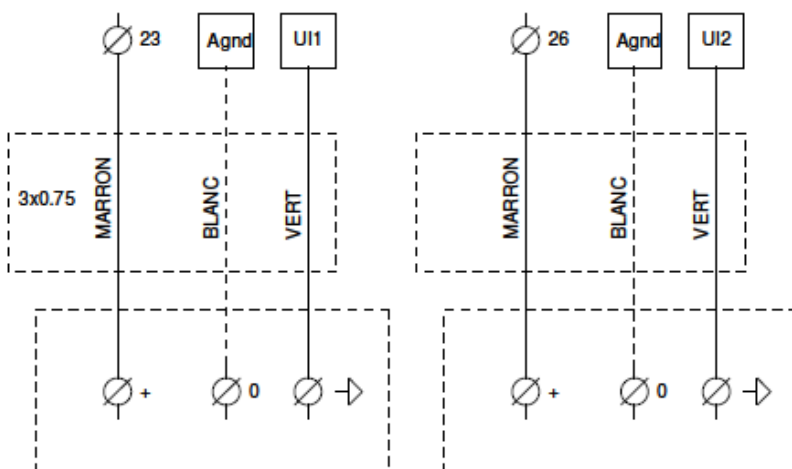 23 Agnd UI1 26 Agnd UI2
3x0.75 MARRON BLANC VERT MARRON BLANC VERT
+ 0 + 0